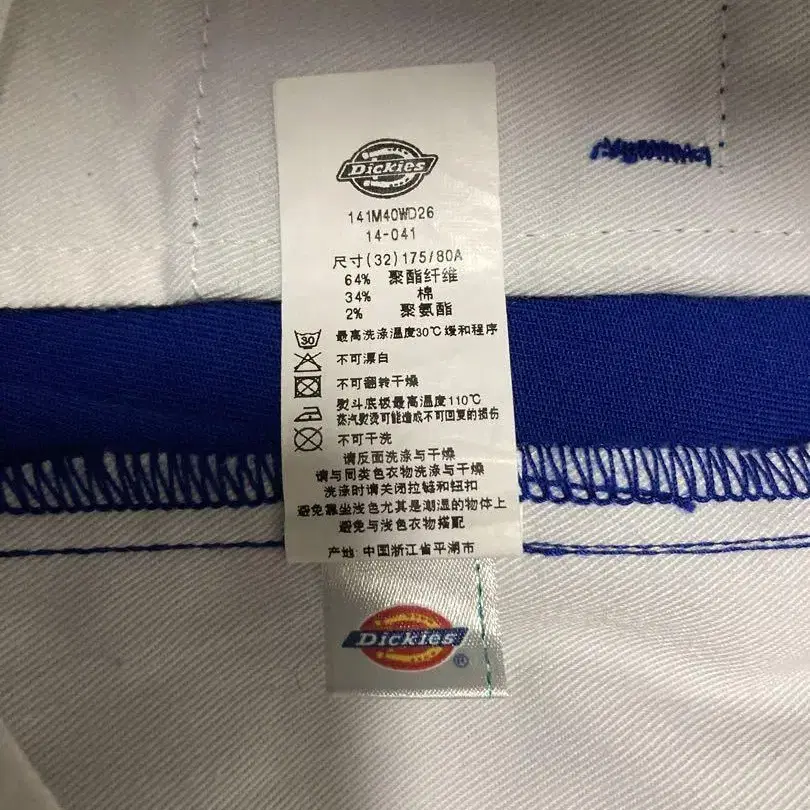 Dickies
141M40WD26
14-041
尺寸(32)175/80A
64% 聚酯纤维
34% 棉
2% 聚氨酯
30 最高洗涤温度30℃缓和程序
不可漂白
不可翻转干燥
熨斗底板最高温度110℃
蒸汽熨烫可能造成不可回复的损伤
不可干洗
请反面洗涤与干燥
请与同类色衣物洗涤与干燥
洗涤时请关闭拉链和钮扣
避免靠坐浅色尤其是潮湿的物体上
避免与浅色衣物搭配
产地:中国浙江省平湖市
Dickies®